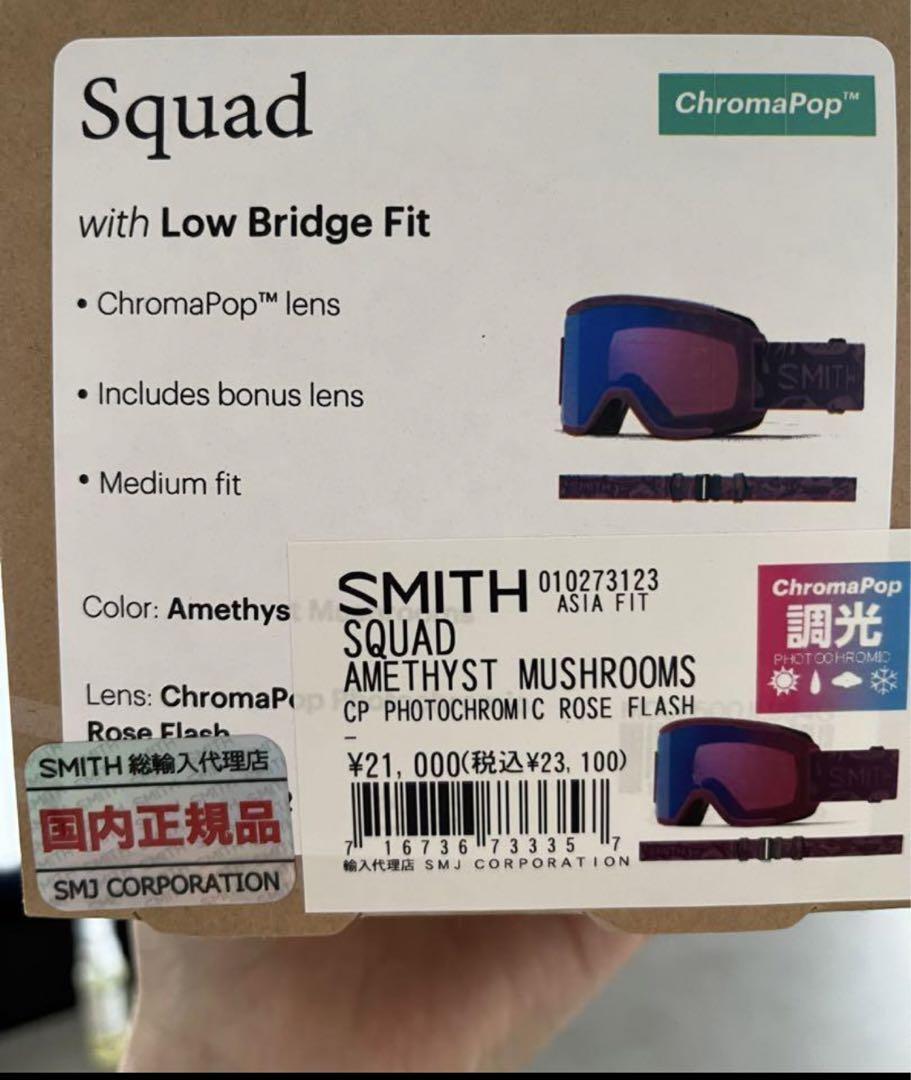 Squad
ChromaPop™
with Low Bridge Fit
• ChromaPop™ lens
• Includes bonus lens
• Medium fit
SMITH
Color: Amethyst Mushrooms
Lens: ChromaPop
Rose Flash
SMITH 010273123
ASIA FIT
SQUAD
AMETHYST MUSHROOMS
CP PHOTOCHROMIC ROSE FLASH
-
¥21,000(税込¥23,100)
7 16736 73335 7
輸入代理店 SMJ CORPORATION
ChromaPop
調光
PHOTOCHROMIC
SMITH
SMITH 総輸入代理店
国内正規品
SMJ CORPORATION